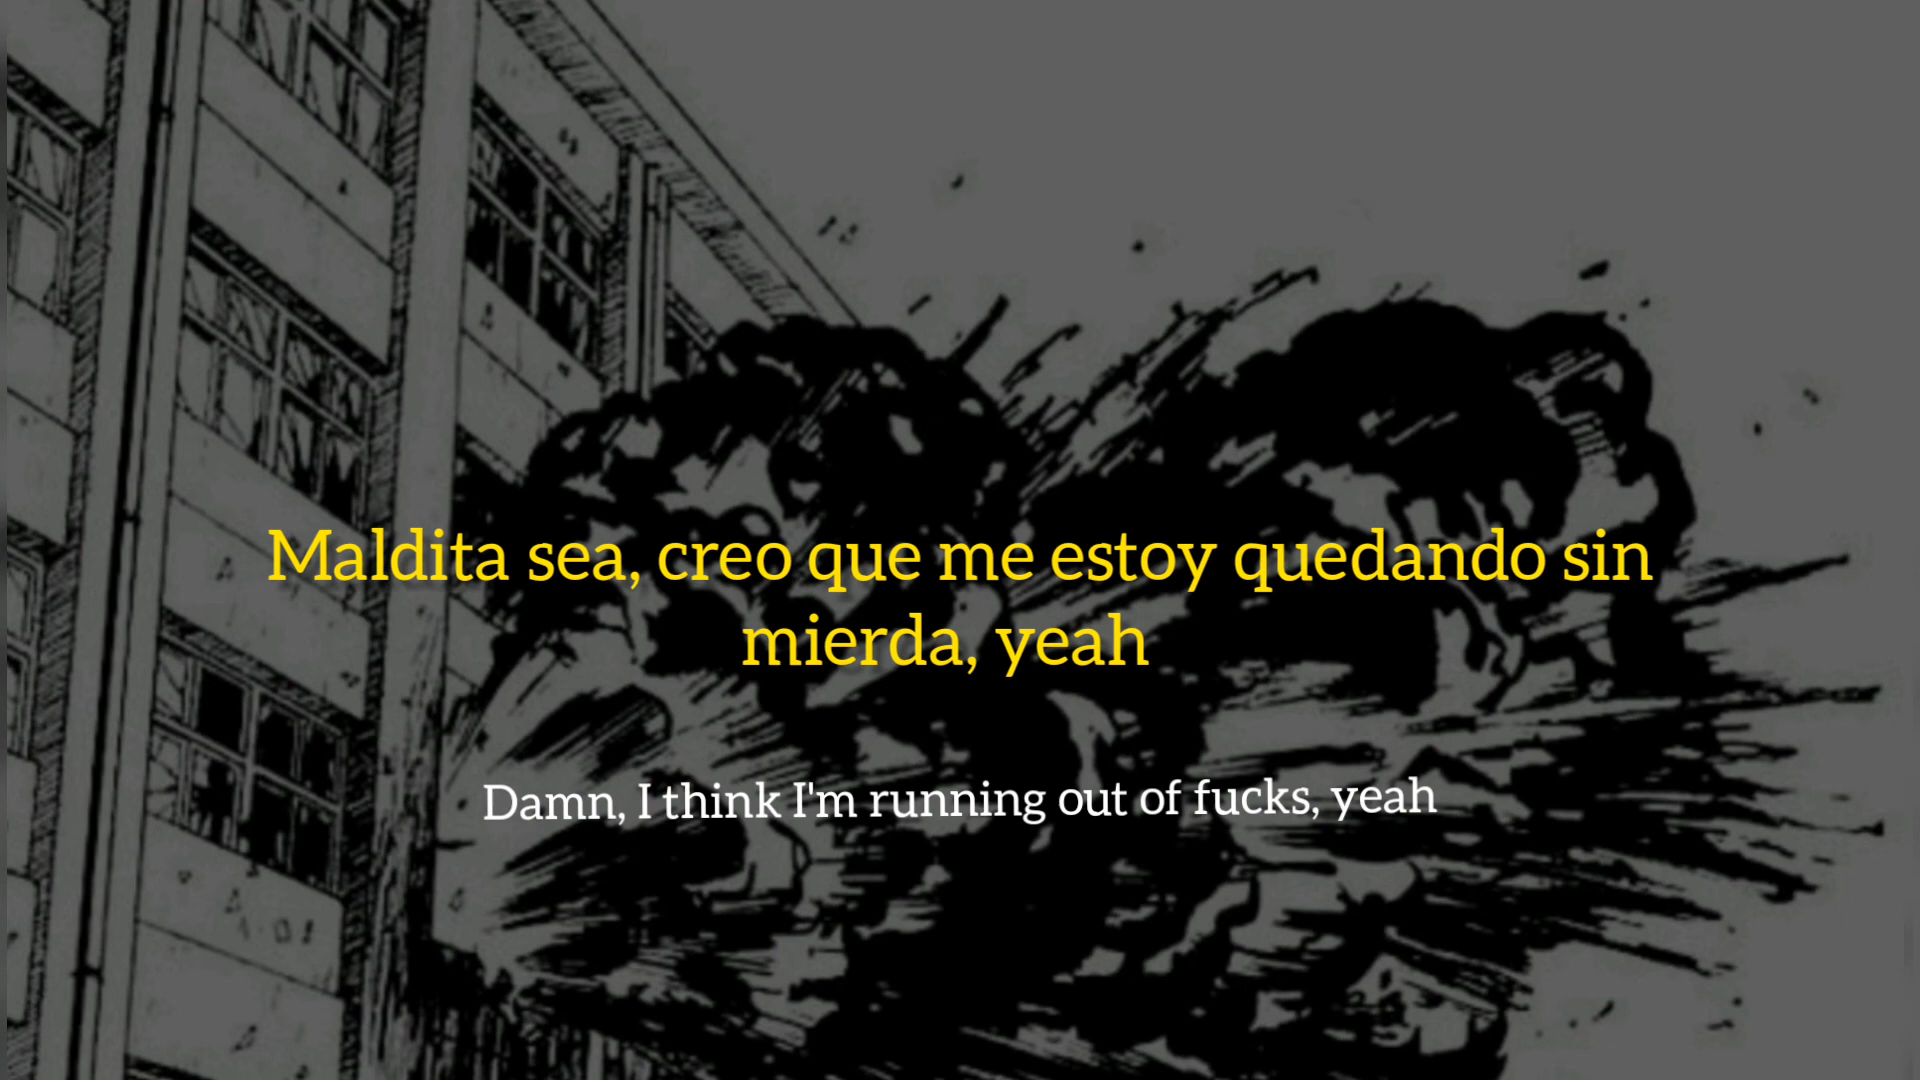 Maldita sea, creo que me estoy quedando sin
mierda, yeah
Damn, I think I'm running out of fucks, yeah